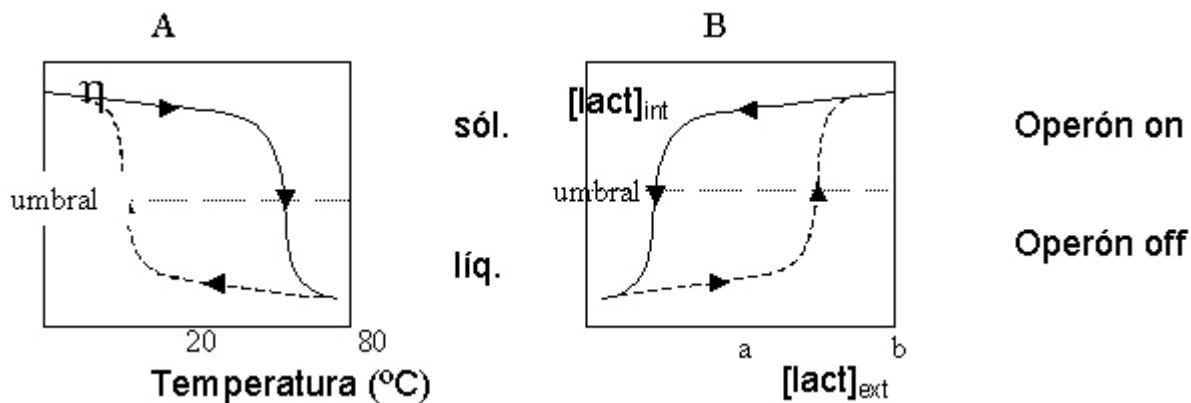 A
B
η
[lact]int
sól.
Operón on
umbral
umbral
líq.
Operón off
20
80
a
b
Temperatura (ºC)
[lact]ext